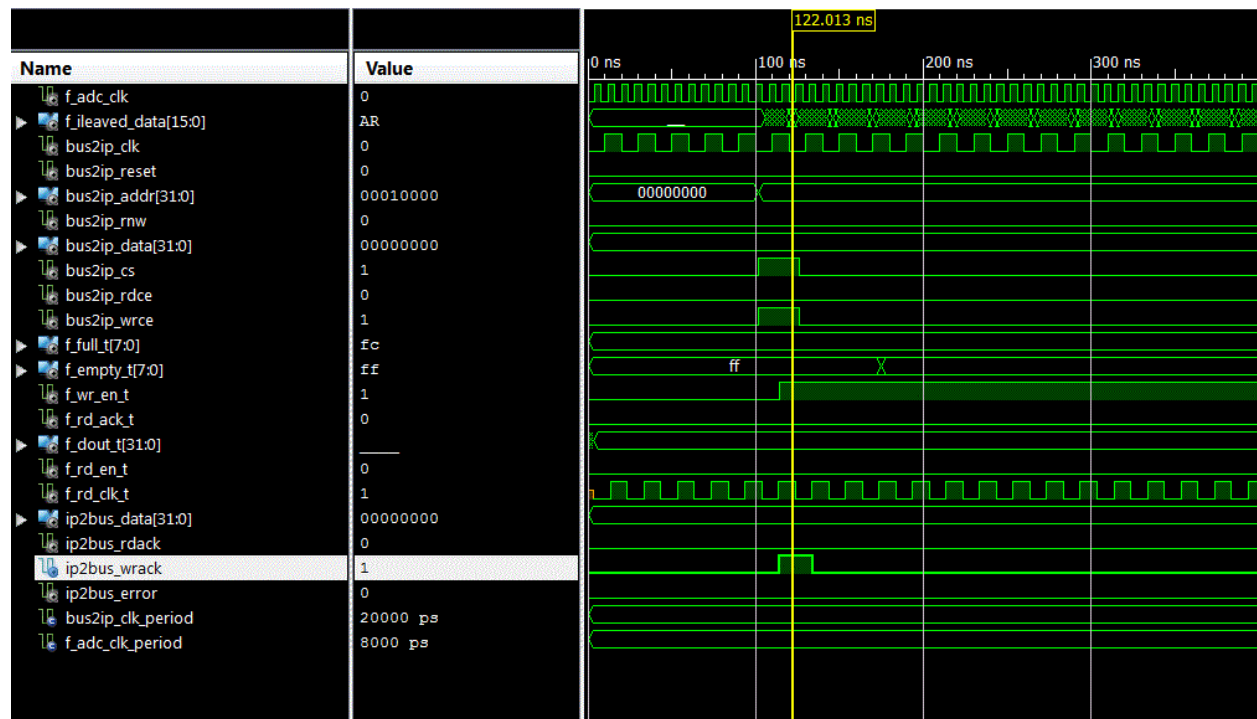 122.013 ns
Name Value 0 ns 100 ns 200 ns 300 ns
f_adc_clk 0
f_ileaved_data[15:0] AR
bus2ip_clk 0
bus2ip_reset 0
bus2ip_addr[31:0] 00010000 00000000
bus2ip_rnw 0
bus2ip_data[31:0] 00000000
bus2ip_cs 1
bus2ip_rdce 0
bus2ip_wrce 1
f_full_t[7:0] fc
f_empty_t[7:0] ff ff
f_wr_en_t 1
f_rd_ack_t 0
f_dout_t[31:0] ____
f_rd_en_t 0
f_rd_clk_t 1
ip2bus_data[31:0] 00000000
ip2bus_rdack 0
ip2bus_wrack 1
ip2bus_error 0
bus2ip_clk_period 20000 ps
f_adc_clk_period 8000 ps